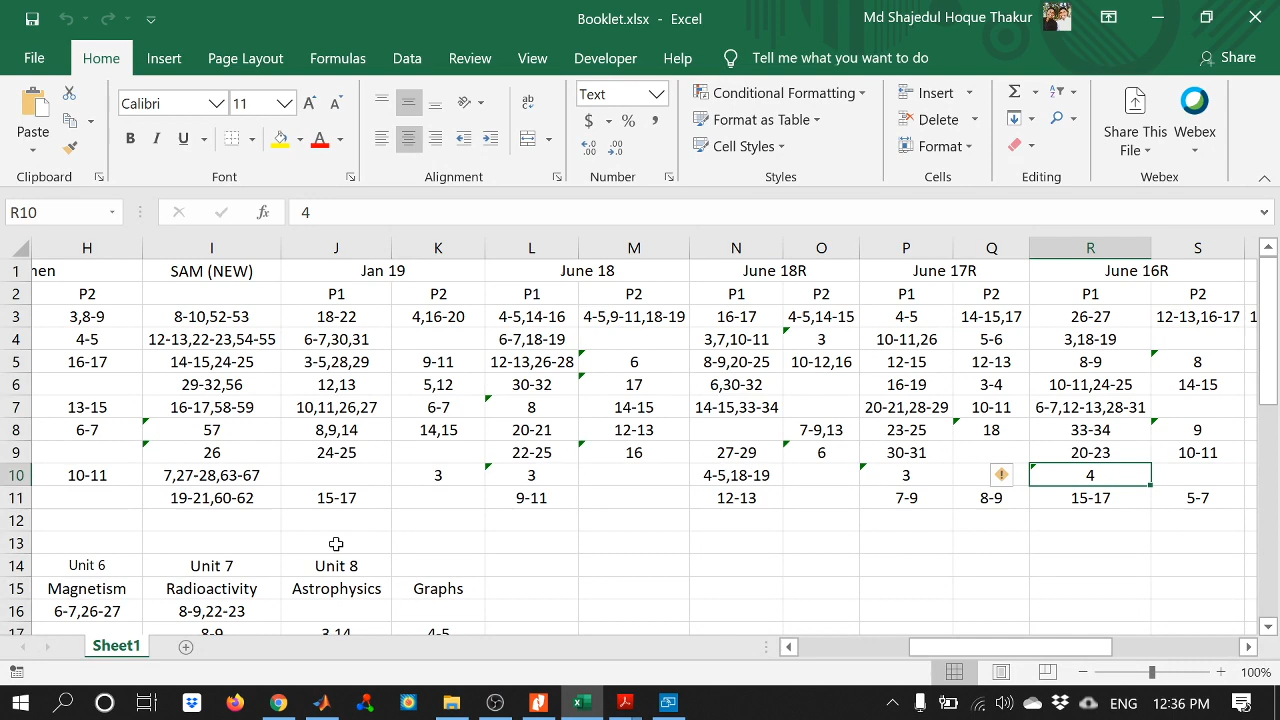 Booklet.xlsx - Excel
Md Shajedul Hoque Thakur
File Home Insert Page Layout Formulas Data Review View Developer Help Tell me what you want to do Share
Calibri 11 Text Conditional Formatting Insert
Paste Format as Table Delete Share This File Webex
B I U Cell Styles Format
Clipboard Font Alignment Number Styles Cells Editing Webex
R10 fx 4
H I J K L M N O P Q R S
1 nen SAM (NEW) Jan 19 June 18 June 18R June 17R June 16R
2 P2 P1 P2 P1 P2 P1 P2 P1 P2 P1 P2
3 3,8-9 8-10,52-53 18-22 4,16-20 4-5,14-16 4-5,9-11,18-19 16-17 4-5,14-15 4-5 14-15,17 26-27 12-13,16-17 1
4 4-5 12-13,22-23,54-55 6-7,30,31 6-7,18-19 3,7,10-11 3 10-11,26 5-6 3,18-19
5 16-17 14-15,24-25 3-5,28,29 9-11 12-13,26-28 6 8-9,20-25 10-12,16 12-15 12-13 8-9 8
6 29-32,56 12,13 5,12 30-32 17 6,30-32 16-19 3-4 10-11,24-25 14-15
7 13-15 16-17,58-59 10,11,26,27 6-7 8 14-15 14-15,33-34 20-21,28-29 10-11 6-7,12-13,28-31
8 6-7 57 8,9,14 14,15 20-21 12-13 7-9,13 23-25 18 33-34 9
9 26 24-25 22-25 16 27-29 6 30-31 20-23 10-11
10 10-11 7,27-28,63-67 3 3 4-5,18-19 3 4
11 19-21,60-62 15-17 9-11 12-13 7-9 8-9 15-17 5-7
12
13
14 Unit 6 Unit 7 Unit 8
15 Magnetism Radioactivity Astrophysics Graphs
16 6-7,26-27 8-9,22-23
17 8-9 3,14 4-5
Sheet1
100%
ENG 12:36 PM